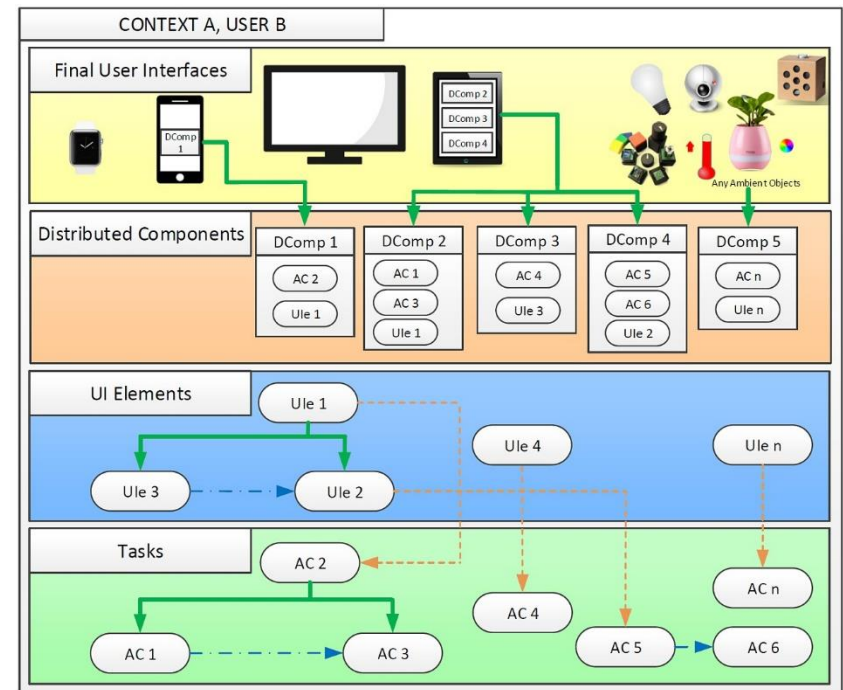 CONTEXT A, USER B
Final User Interfaces
DComp
1
DComp 2
DComp 3
DComp 4
Any Ambient Objects
Distributed Components
DComp 1
AC 2
UIe 1
DComp 2
AC 1
AC 3
UIe 1
DComp 3
AC 4
UIe 3
DComp 4
AC 5
AC 6
UIe 2
DComp 5
AC n
UIe n
UI Elements
UIe 1
UIe 4
UIe n
UIe 3
UIe 2
Tasks
AC 2
AC n
AC 4
AC 1
AC 3
AC 5
AC 6